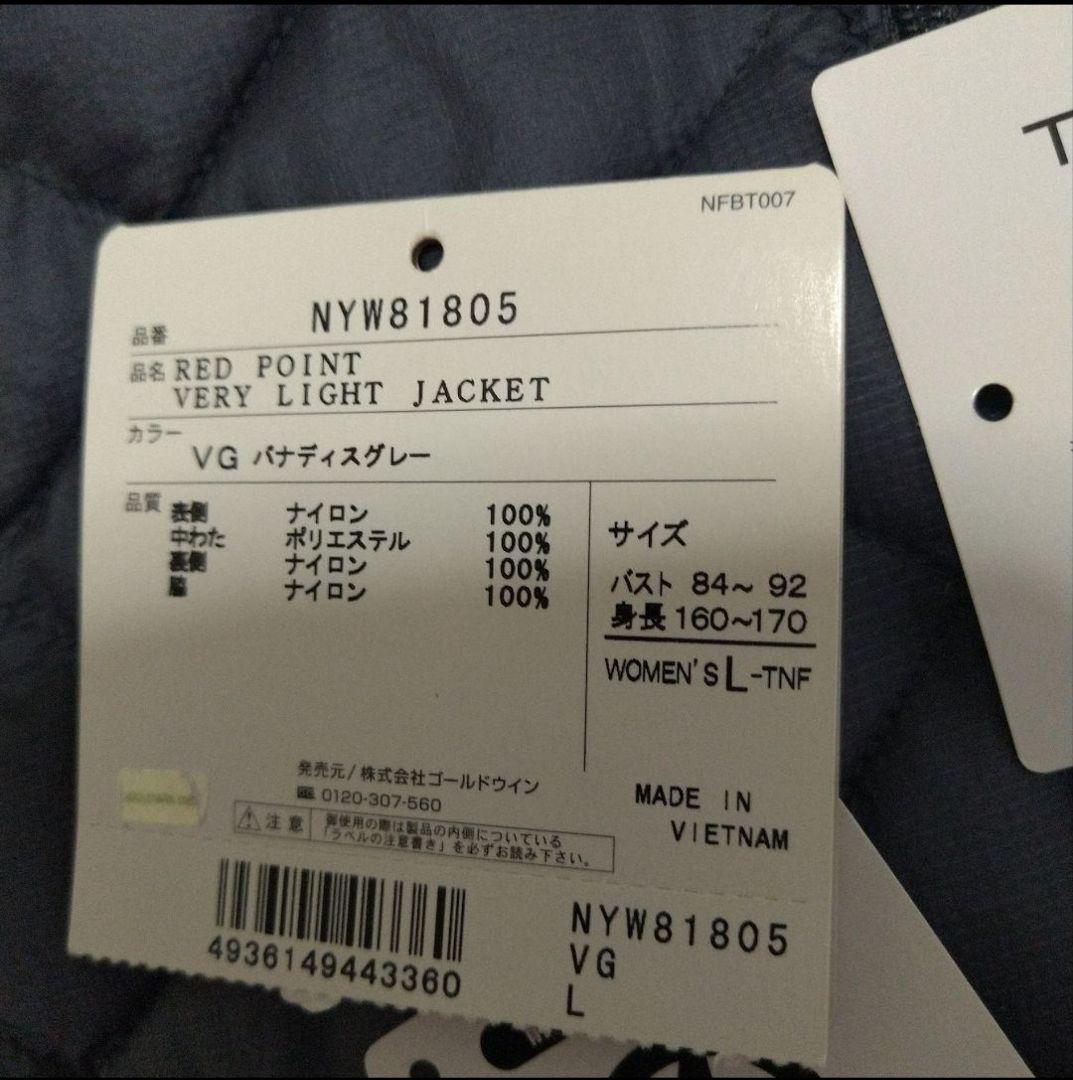 NFBT007
T
品番 NYW81805
品名 RED POINT
VERY LIGHT JACKET
カラー
VG バナディスグレー
品質 表側 ナイロン 100%
中わた ポリエステル 100%
裏側 ナイロン 100%
脇 ナイロン 100%
サイズ
バスト 84~ 92
身長 160~170
WOMEN'S L-TNF
発売元/株式会社ゴールドウイン
0120-307-560
注意 御使用の際は製品の内側についている
「ラベルの注意書き」を必ずお読み下さい。
MADE IN
VIETNAM
4936149443360
NYW81805
VG
L